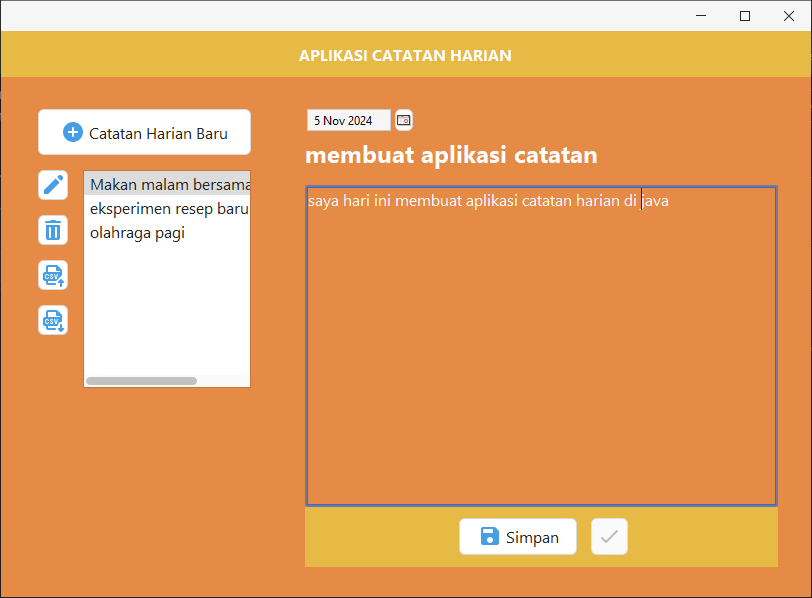 APLIKASI CATATAN HARIAN
Catatan Harian Baru
CSV
CSV
Makan malam bersama
eksperimen resep baru
olahraga pagi
5 Nov 2024
membuat aplikasi catatan
saya hari ini membuat aplikasi catatan harian di java
Simpan